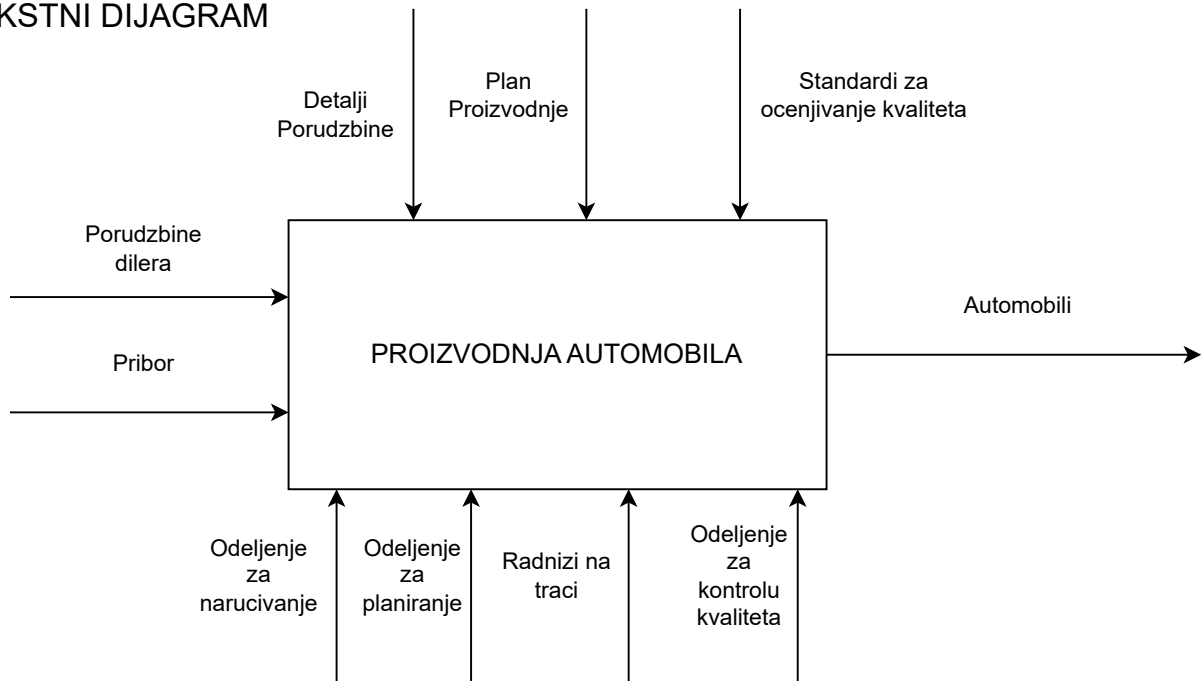 KSTNI DIJAGRAM
Detalji
Porudzbine
Plan
Proizvodnje
Standardi za
ocenjivanje kvaliteta
Porudzbine
dilera
Pribor
PROIZVODNJA AUTOMOBILA
Automobili
Odeljenje
za
narucivanje
Odeljenje
za
planiranje
Radnizi na
traci
Odeljenje
za
kontrolu
kvaliteta